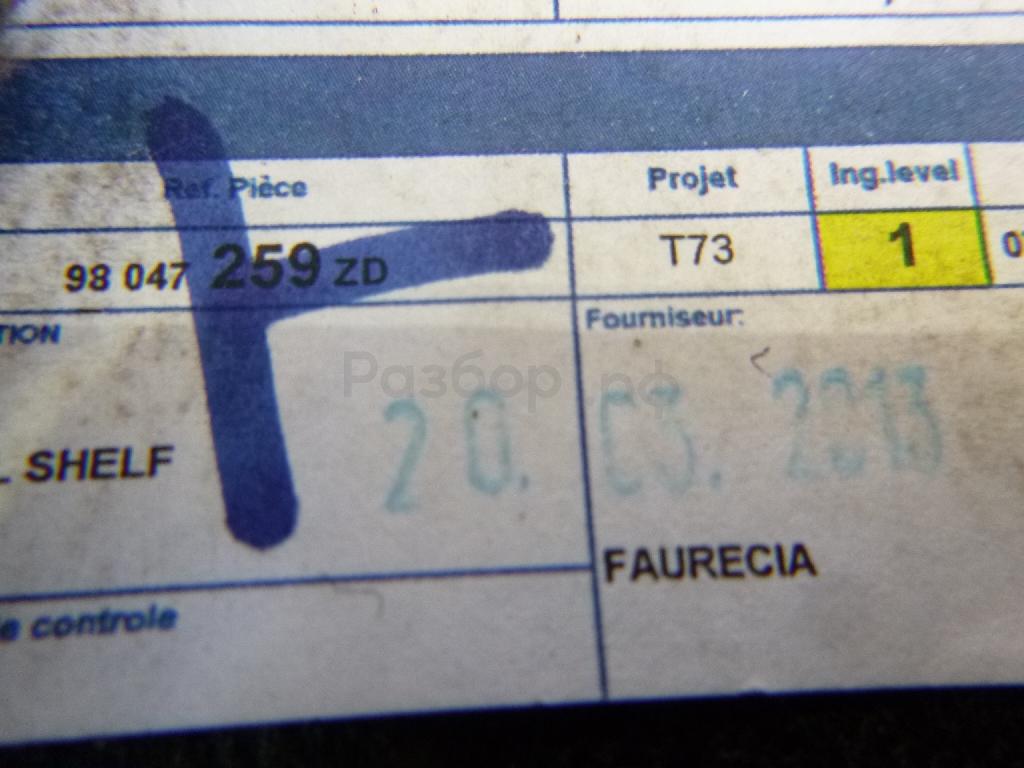 Ref. Pièce
Projet
Ing.level
98 047 259 ZD
T73
1
TION
Fourniseur:
Разбор.рф
20. 03. 2013
SHELF
FAURECIA
e controle